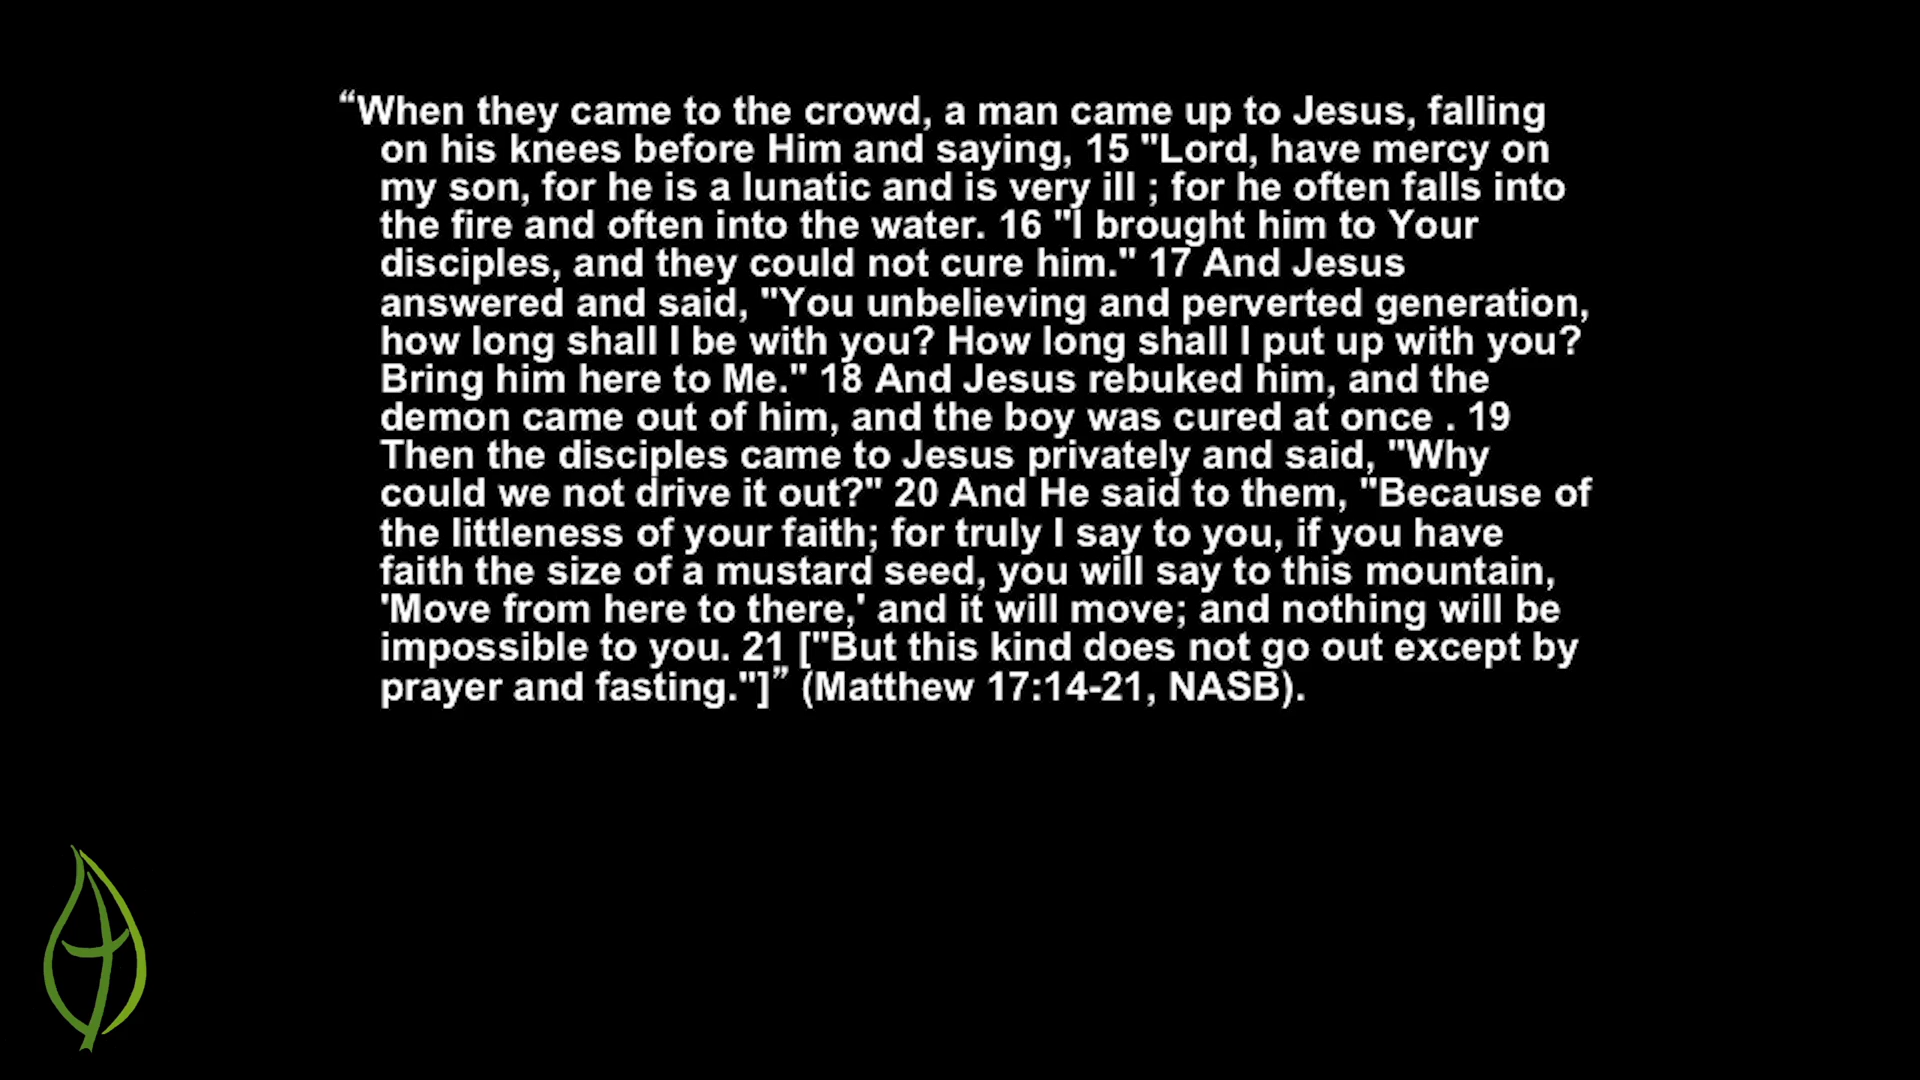 “When they came to the crowd, a man came up to Jesus, falling
on his knees before Him and saying, 15 "Lord, have mercy on
my son, for he is a lunatic and is very ill ; for he often falls into
the fire and often into the water. 16 "I brought him to Your
disciples, and they could not cure him." 17 And Jesus
answered and said, "You unbelieving and perverted generation,
how long shall I be with you? How long shall I put up with you?
Bring him here to Me." 18 And Jesus rebuked him, and the
demon came out of him, and the boy was cured at once . 19
Then the disciples came to Jesus privately and said, "Why
could we not drive it out?" 20 And He said to them, "Because of
the littleness of your faith; for truly I say to you, if you have
faith the size of a mustard seed, you will say to this mountain,
'Move from here to there,' and it will move; and nothing will be
impossible to you. 21 ["But this kind does not go out except by
prayer and fasting."]” (Matthew 17:14-21, NASB).